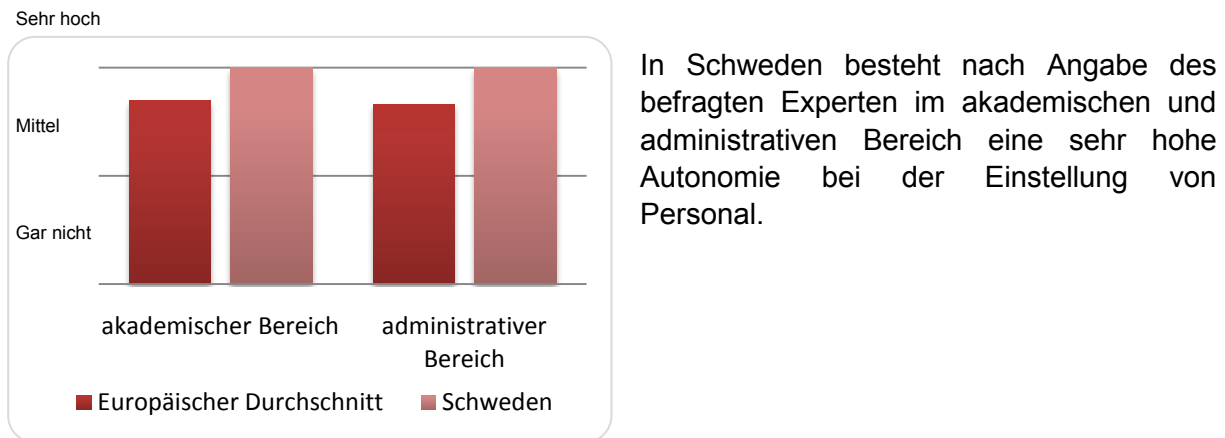 Sehr hoch
Mittel
Gar nicht
akademischer Bereich
administrativer
Bereich
Europäischer Durchschnitt
Schweden
In Schweden besteht nach Angabe des
befragten Experten im akademischen und
administrativen Bereich eine sehr hohe
Autonomie bei der Einstellung von
Personal.